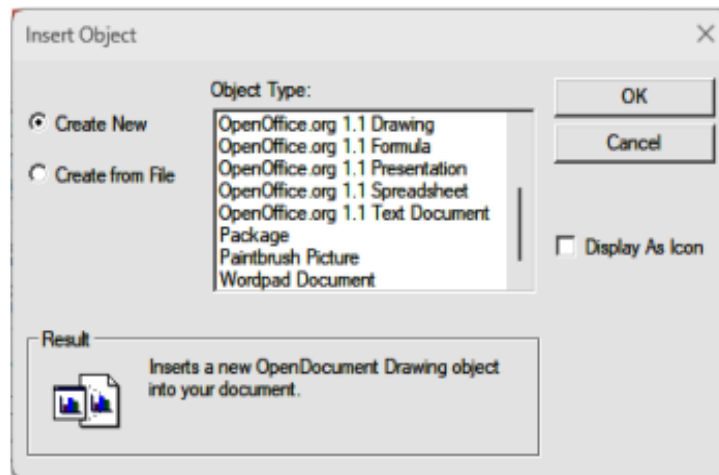 Insert Object
Object Type:
Create New
Create from File
OpenOffice.org 1.1 Drawing
OpenOffice.org 1.1 Formula
OpenOffice.org 1.1 Presentation
OpenOffice.org 1.1 Spreadsheet
OpenOffice.org 1.1 Text Document
Package
Paintbrush Picture
Wordpad Document
OK
Cancel
Display As Icon
Result
Inserts a new OpenDocument Drawing object
into your document.